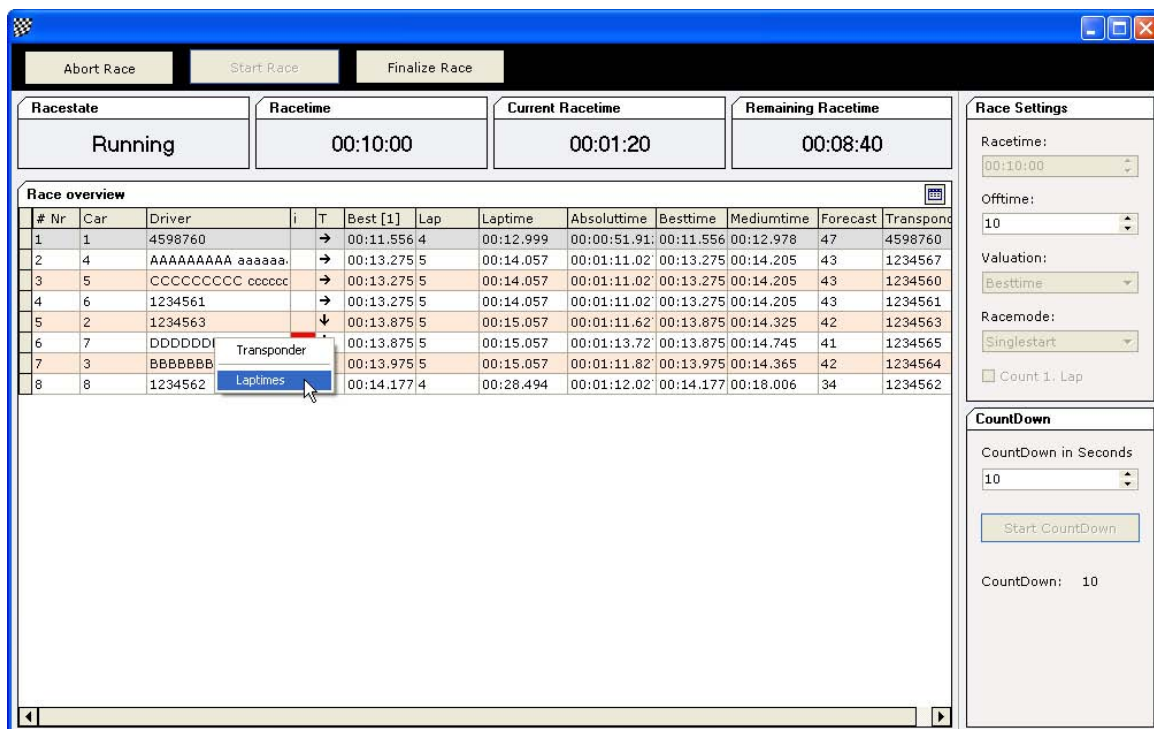 Abort Race Start Race Finalize Race
Racestate Racetime Current Racetime Remaining Racetime
Running 00:10:00 00:01:20 00:08:40
Race overview
# Nr Car Driver i T Best [1] Lap Laptime Absoluttime Besttime Mediumtime Forecast Transpond
1 1 4598760 → 00:11.556 4 00:12.999 00:00:51.91 00:11.556 00:12.978 47 4598760
2 4 AAAAAAAAA aaaaaa. → 00:13.275 5 00:14.057 00:01:11.02 00:13.275 00:14.205 43 1234567
3 5 CCCCCCCCC cccccc → 00:13.275 5 00:14.057 00:01:11.02 00:13.275 00:14.205 43 1234560
4 6 1234561 → 00:13.275 5 00:14.057 00:01:11.02 00:13.275 00:14.205 43 1234561
5 2 1234563 ↓ 00:13.875 5 00:15.057 00:01:11.62 00:13.875 00:14.325 42 1234563
6 7 DDDDDDD 00:13.875 5 00:15.057 00:01:13.72 00:13.875 00:14.745 41 1234565
7 3 BBBBBBB 00:13.975 5 00:15.057 00:01:11.82 00:13.975 00:14.365 42 1234564
8 8 1234562 00:14.177 4 00:28.494 00:01:12.02 00:14.177 00:18.006 34 1234562
Transponder
Laptimes
Race Settings
Racetime:
00:10:00
Offtime:
10
Valuation:
Besttime
Racemode:
Singlestart
Count 1. Lap
CountDown
CountDown in Seconds
10
Start CountDown
CountDown: 10